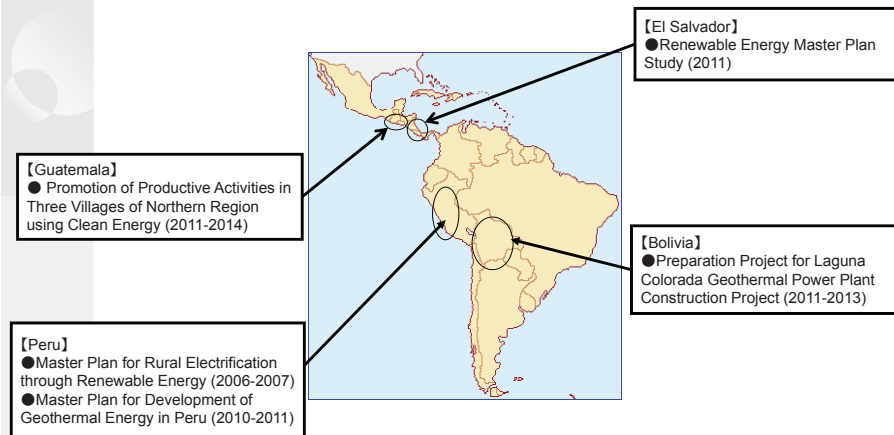 【El Salvador】
●Renewable Energy Master Plan
Study (2011)
【Guatemala】
● Promotion of Productive Activities in
Three Villages of Northern Region
using Clean Energy (2011-2014)
【Bolivia】
●Preparation Project for Laguna
Colorada Geothermal Power Plant
Construction Project (2011-2013)
【Peru】
●Master Plan for Rural Electrification
through Renewable Energy (2006-2007)
●Master Plan for Development of
Geothermal Energy in Peru (2010-2011)